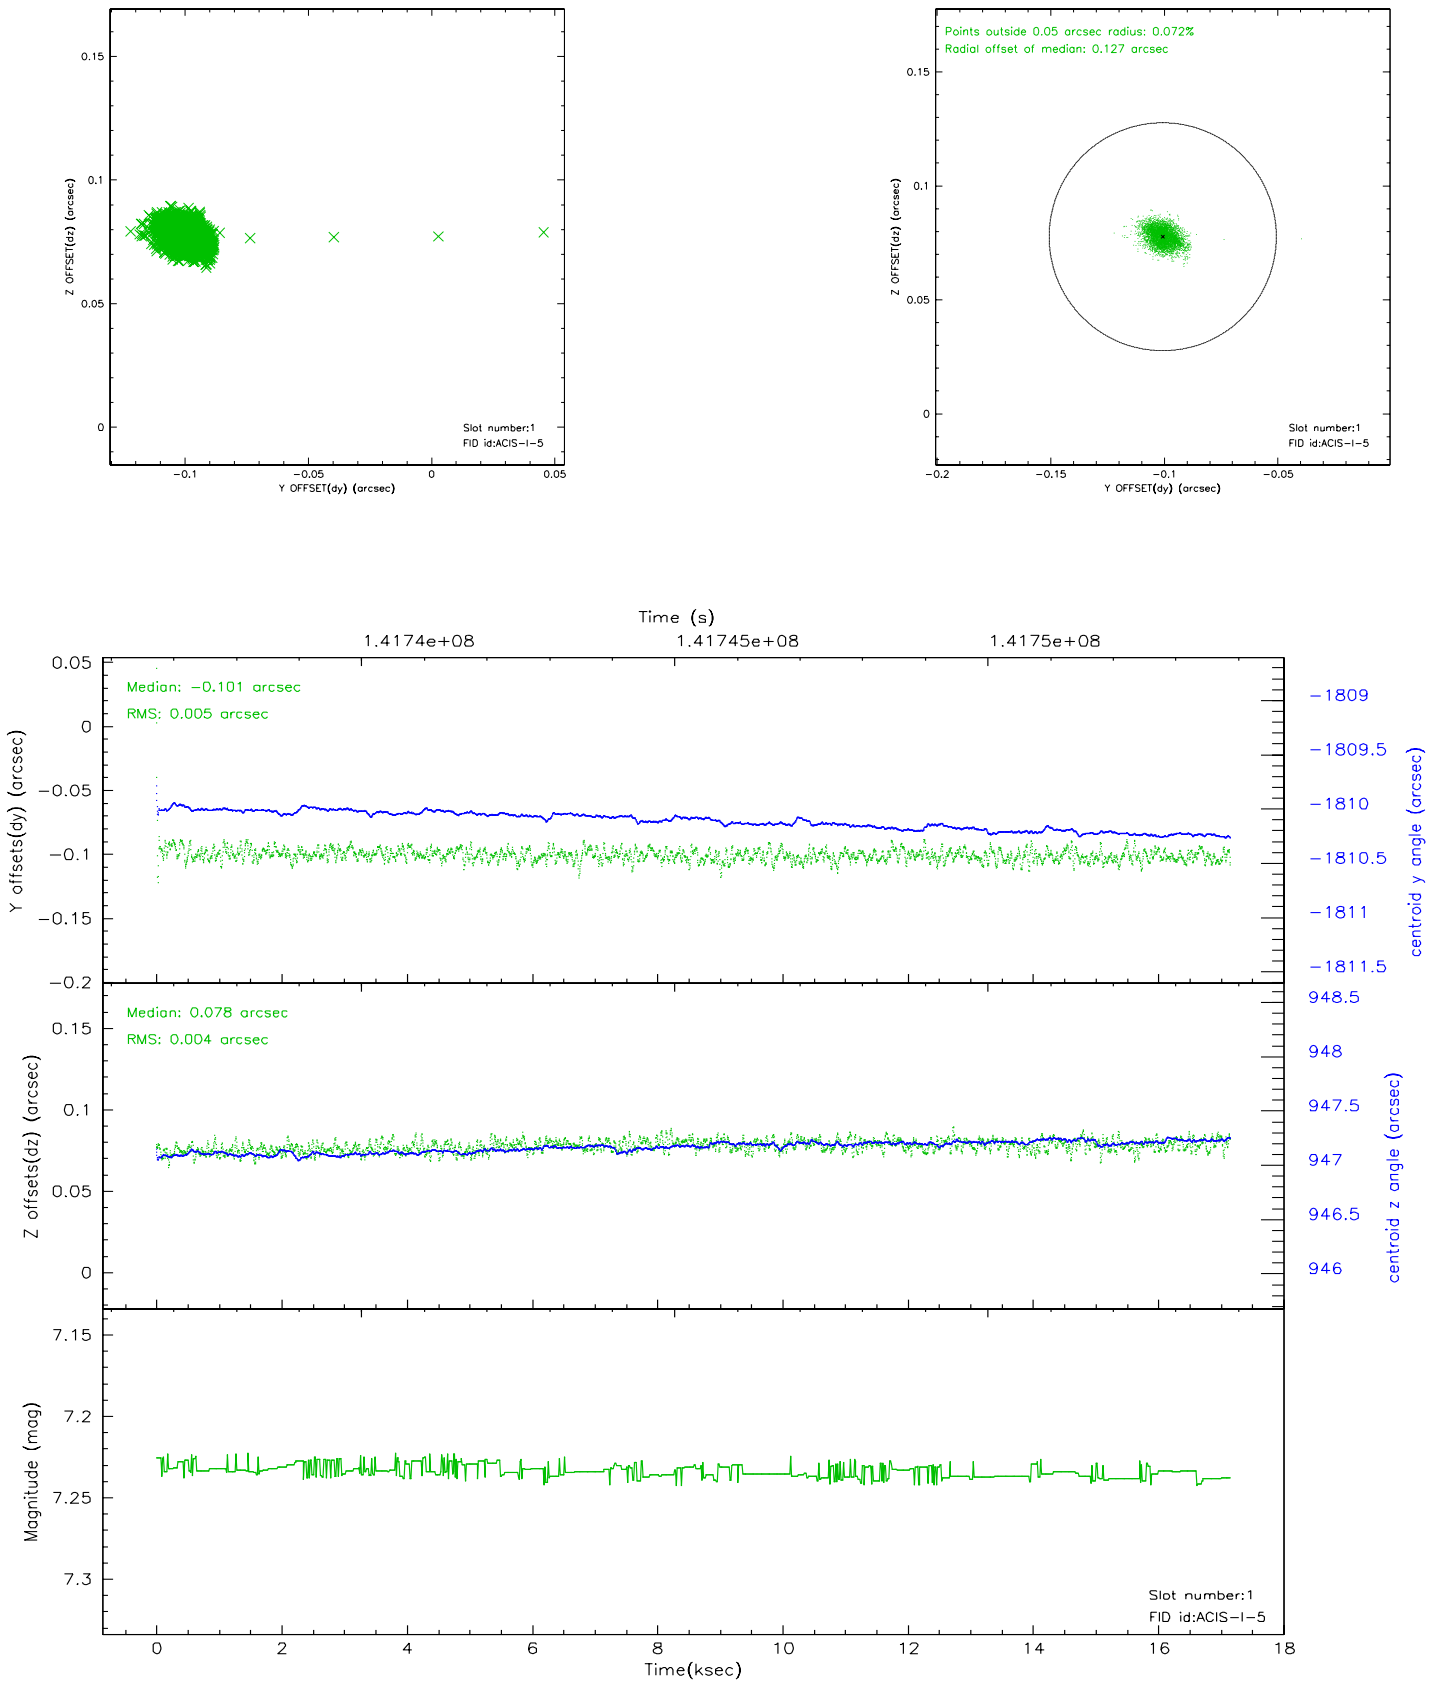 0.15
0.1
0.05
0
Z OFFSET(dz) (arcsec)
Slot number:1
FID id:ACIS-I-5
-0.1 -0.05 0 0.05
Y OFFSET(dy) (arcsec)
Points outside 0.05 arcsec radius: 0.072%
Radial offset of median: 0.127 arcsec
0.15
0.1
0.05
0
Z OFFSET(dz) (arcsec)
Slot number:1
FID id:ACIS-I-5
-0.2 -0.15 -0.1 -0.05
Y OFFSET(dy) (arcsec)
Time (s)
1.4174e+08 1.41745e+08 1.4175e+08
Median: -0.101 arcsec
RMS: 0.005 arcsec
0.05
0
-0.05
-0.1
-0.15
-0.2
Y offsets(dy) (arcsec)
-1809
-1809.5
-1810
-1810.5
-1811
-1811.5
centroid y angle (arcsec)
Median: 0.078 arcsec
RMS: 0.004 arcsec
0.15
0.1
0.05
0
Z offsets(dz) (arcsec)
948.5
948
947.5
947
946.5
946
centroid z angle (arcsec)
7.15
7.2
7.25
7.3
Magnitude (mag)
Slot number:1
FID id:ACIS-I-5
0 2 4 6 8 10 12 14 16 18
Time(ksec)